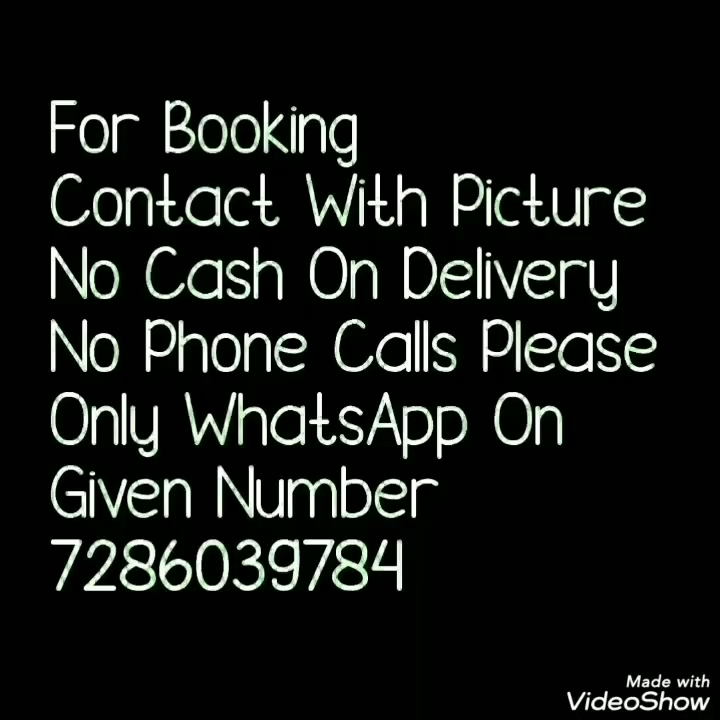 For Booking
Contact With Picture
No Cash On Delivery
No Phone Calls Please
Only WhatsApp On
Given Number
7286039784
Made with
VideoShow